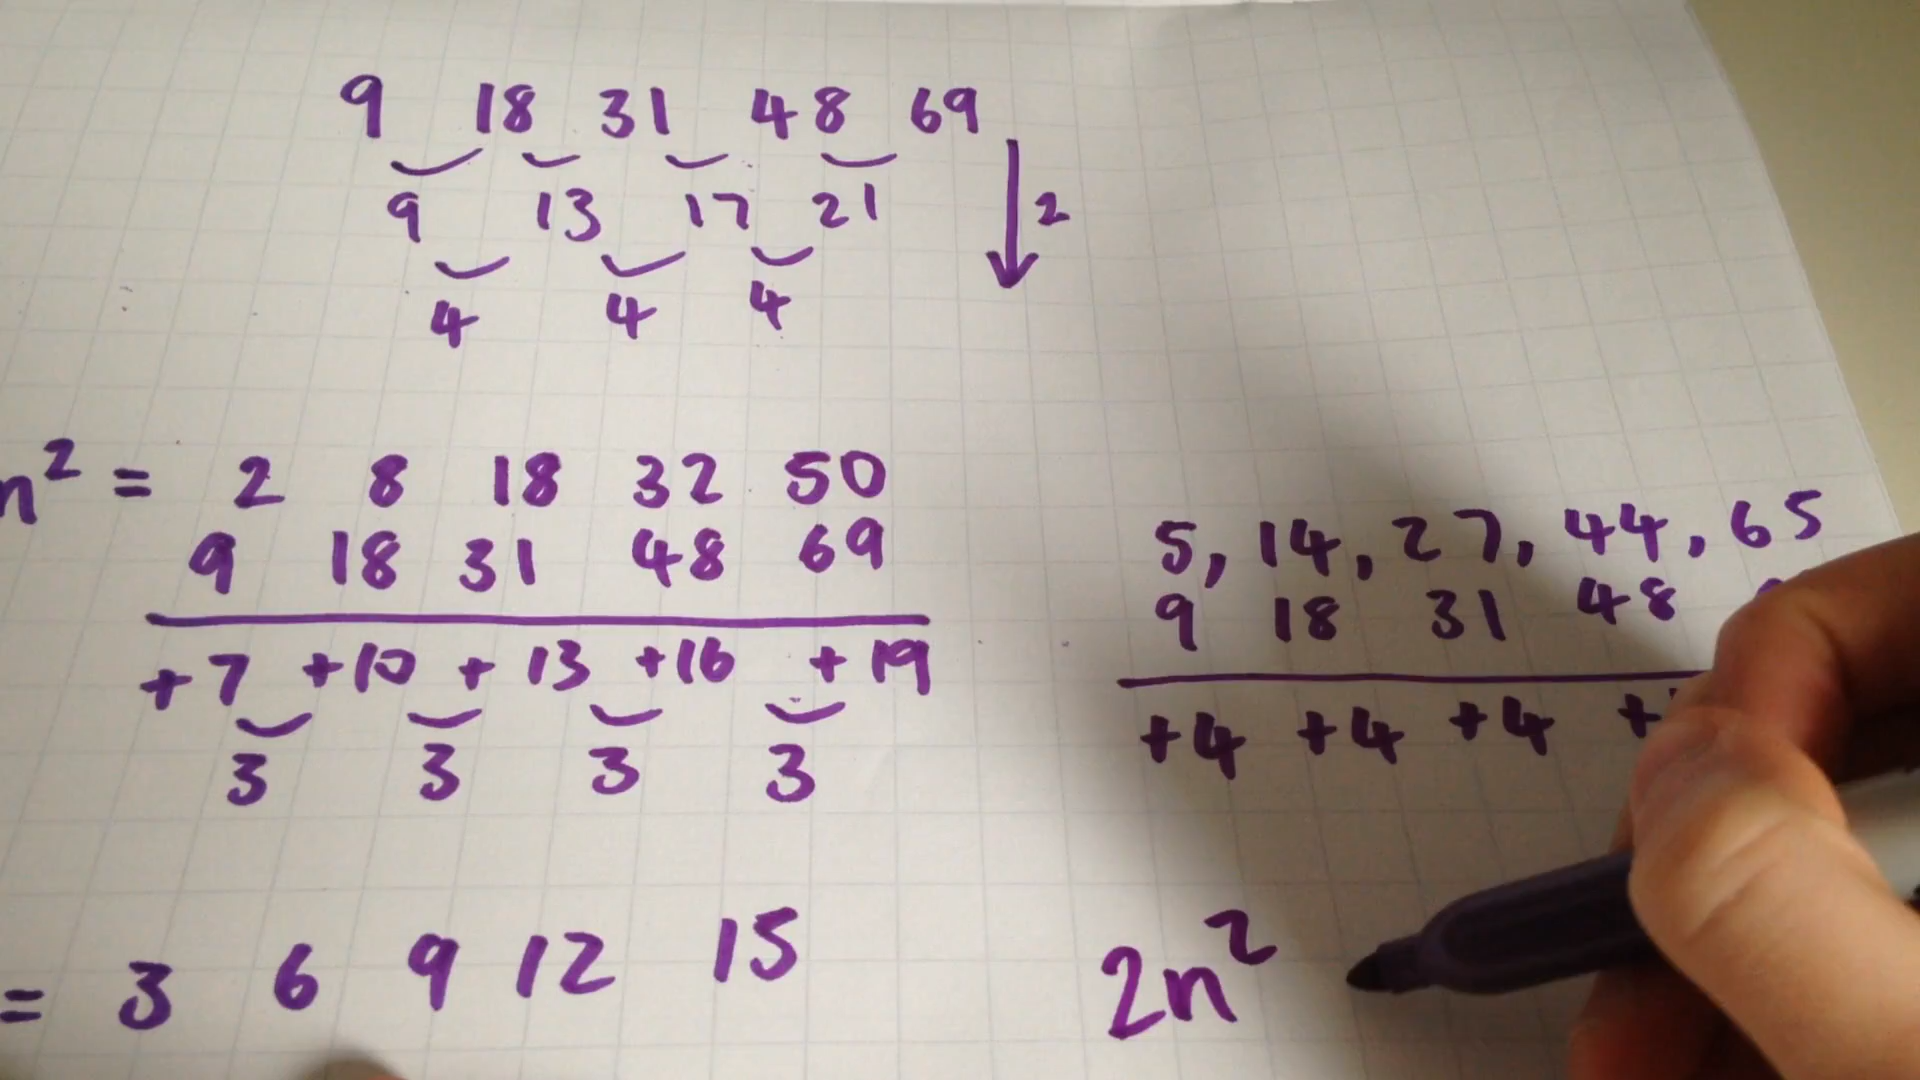 9 18 31 48 69
9 13 17 21 2
4 4 4
n² = 2 8 18 32 50
9 18 31 48 69
+7 +10 +13 +16 +19
3 3 3 3
= 3 6 9 12 15
5, 14, 27, 44, 65
9 18 31 48
+4 +4 +4 +
2n²